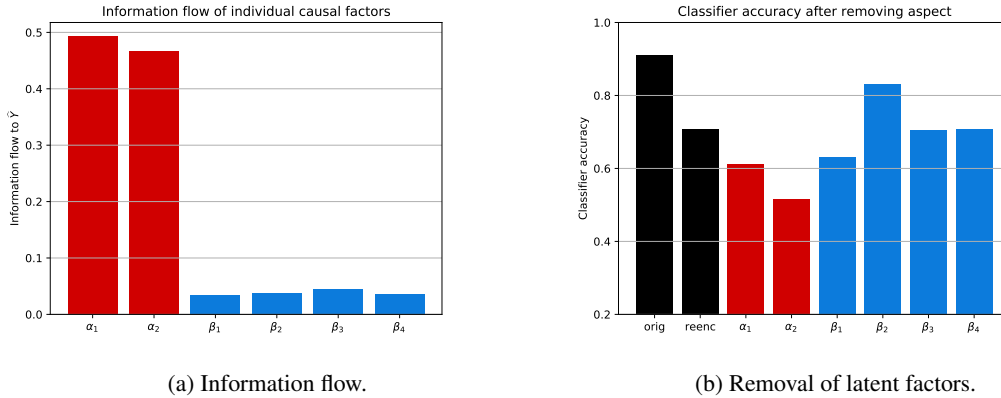 Information flow of individual causal factors
Information flow to Ŷ
0.5
0.4
0.3
0.2
0.1
0.0
α₁ α₂ β₁ β₂ β₃ β₄
(a) Information flow.
Classifier accuracy after removing aspect
Classifier accuracy
1.0
0.8
0.6
0.4
0.2
orig reenc α₁ α₂ β₁ β₂ β₃ β₄
(b) Removal of latent factors.